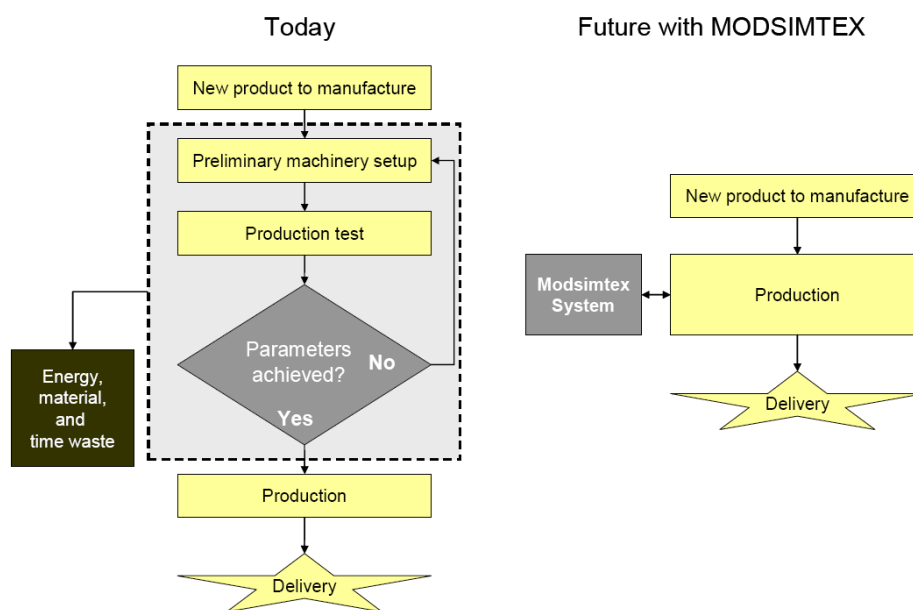 Today
New product to manufacture
Preliminary machinery setup
Production test
Parameters
achieved?
No
Yes
Energy,
material,
and
time waste
Production
Delivery
Future with MODSIMTEX
New product to manufacture
Modsimtex
System
Production
Delivery